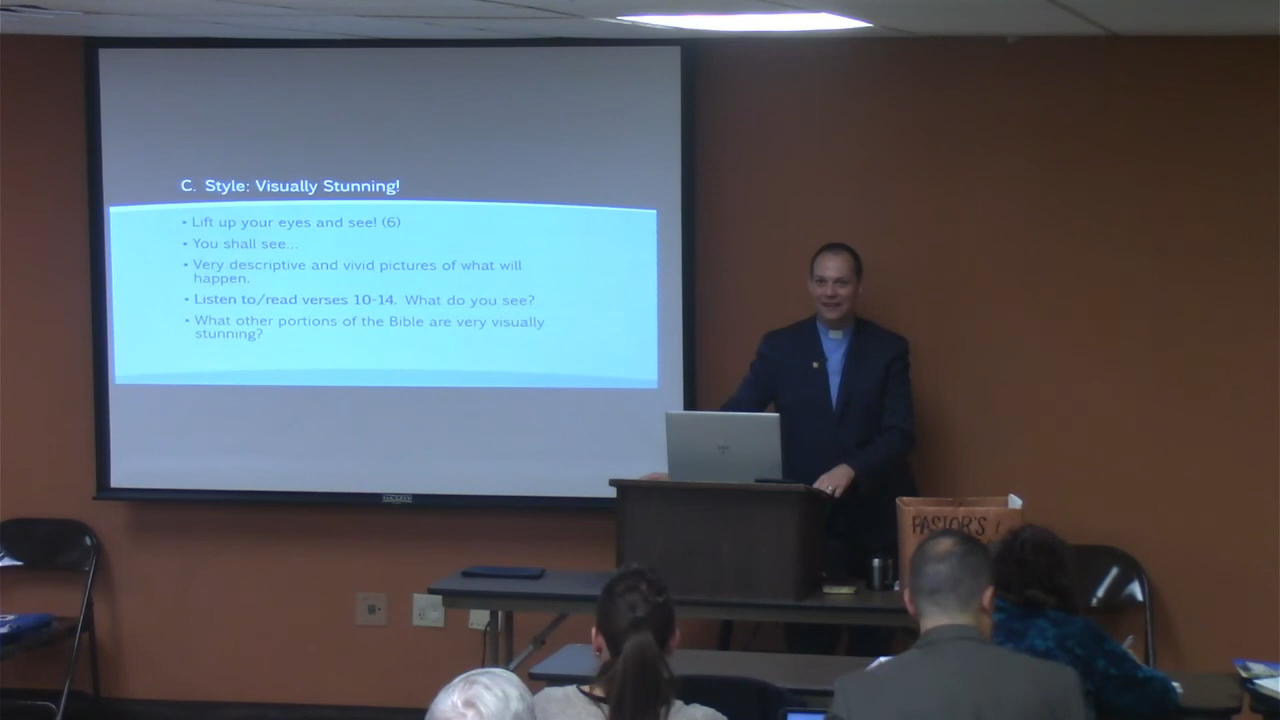 C. Style: Visually Stunning!
• Lift up your eyes and see! (6)
• You shall see...
• Very descriptive and vivid pictures of what will
happen.
• Listen to/read verses 10-14. What do you see?
• What other portions of the Bible are very visually
stunning?
PASTOR'S